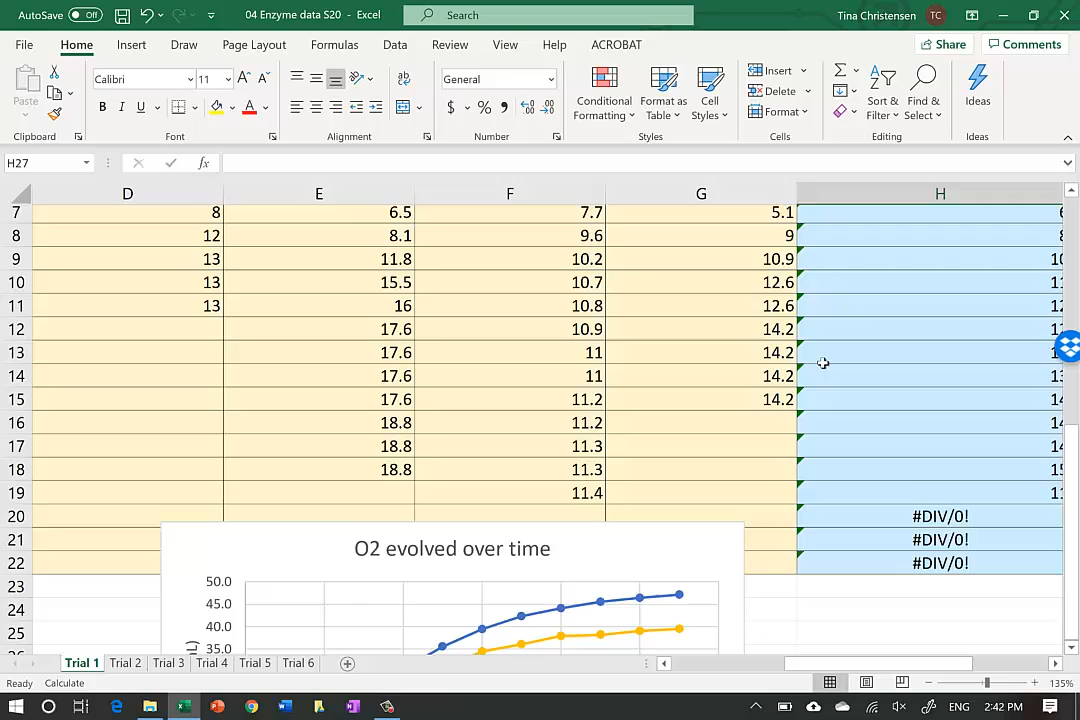 AutoSave Off 04 Enzyme data S20 - Excel Search Tina Christensen TC
File Home Insert Draw Page Layout Formulas Data Review View Help ACROBAT Share Comments
Paste Calibri 11 A A ab General Conditional Formatting Format as Table Cell Styles Insert Delete Format Sort & Filter Find & Select Ideas
B I U A $ % 9
Clipboard Font Alignment Number Styles Cells Editing Ideas
H27 fx
D E F G H
7 8 6.5 7.7 5.1
8 12 8.1 9.6 9
9 13 11.8 10.2 10.9
10 13 15.5 10.7 12.6
11 13 16 10.8 12.6
12 17.6 10.9 14.2
13 17.6 11 14.2
14 17.6 11 14.2
15 17.6 11.2 14.2
16 18.8 11.2
17 18.8 11.3
18 18.8 11.3
19 11.4
20 #DIV/0!
21 #DIV/0!
22 #DIV/0!
23
24
25
O2 evolved over time
50.0
45.0
40.0
35.0
Trial 1 Trial 2 Trial 3 Trial 4 Trial 5 Trial 6
Ready Calculate 135%
ENG 2:42 PM